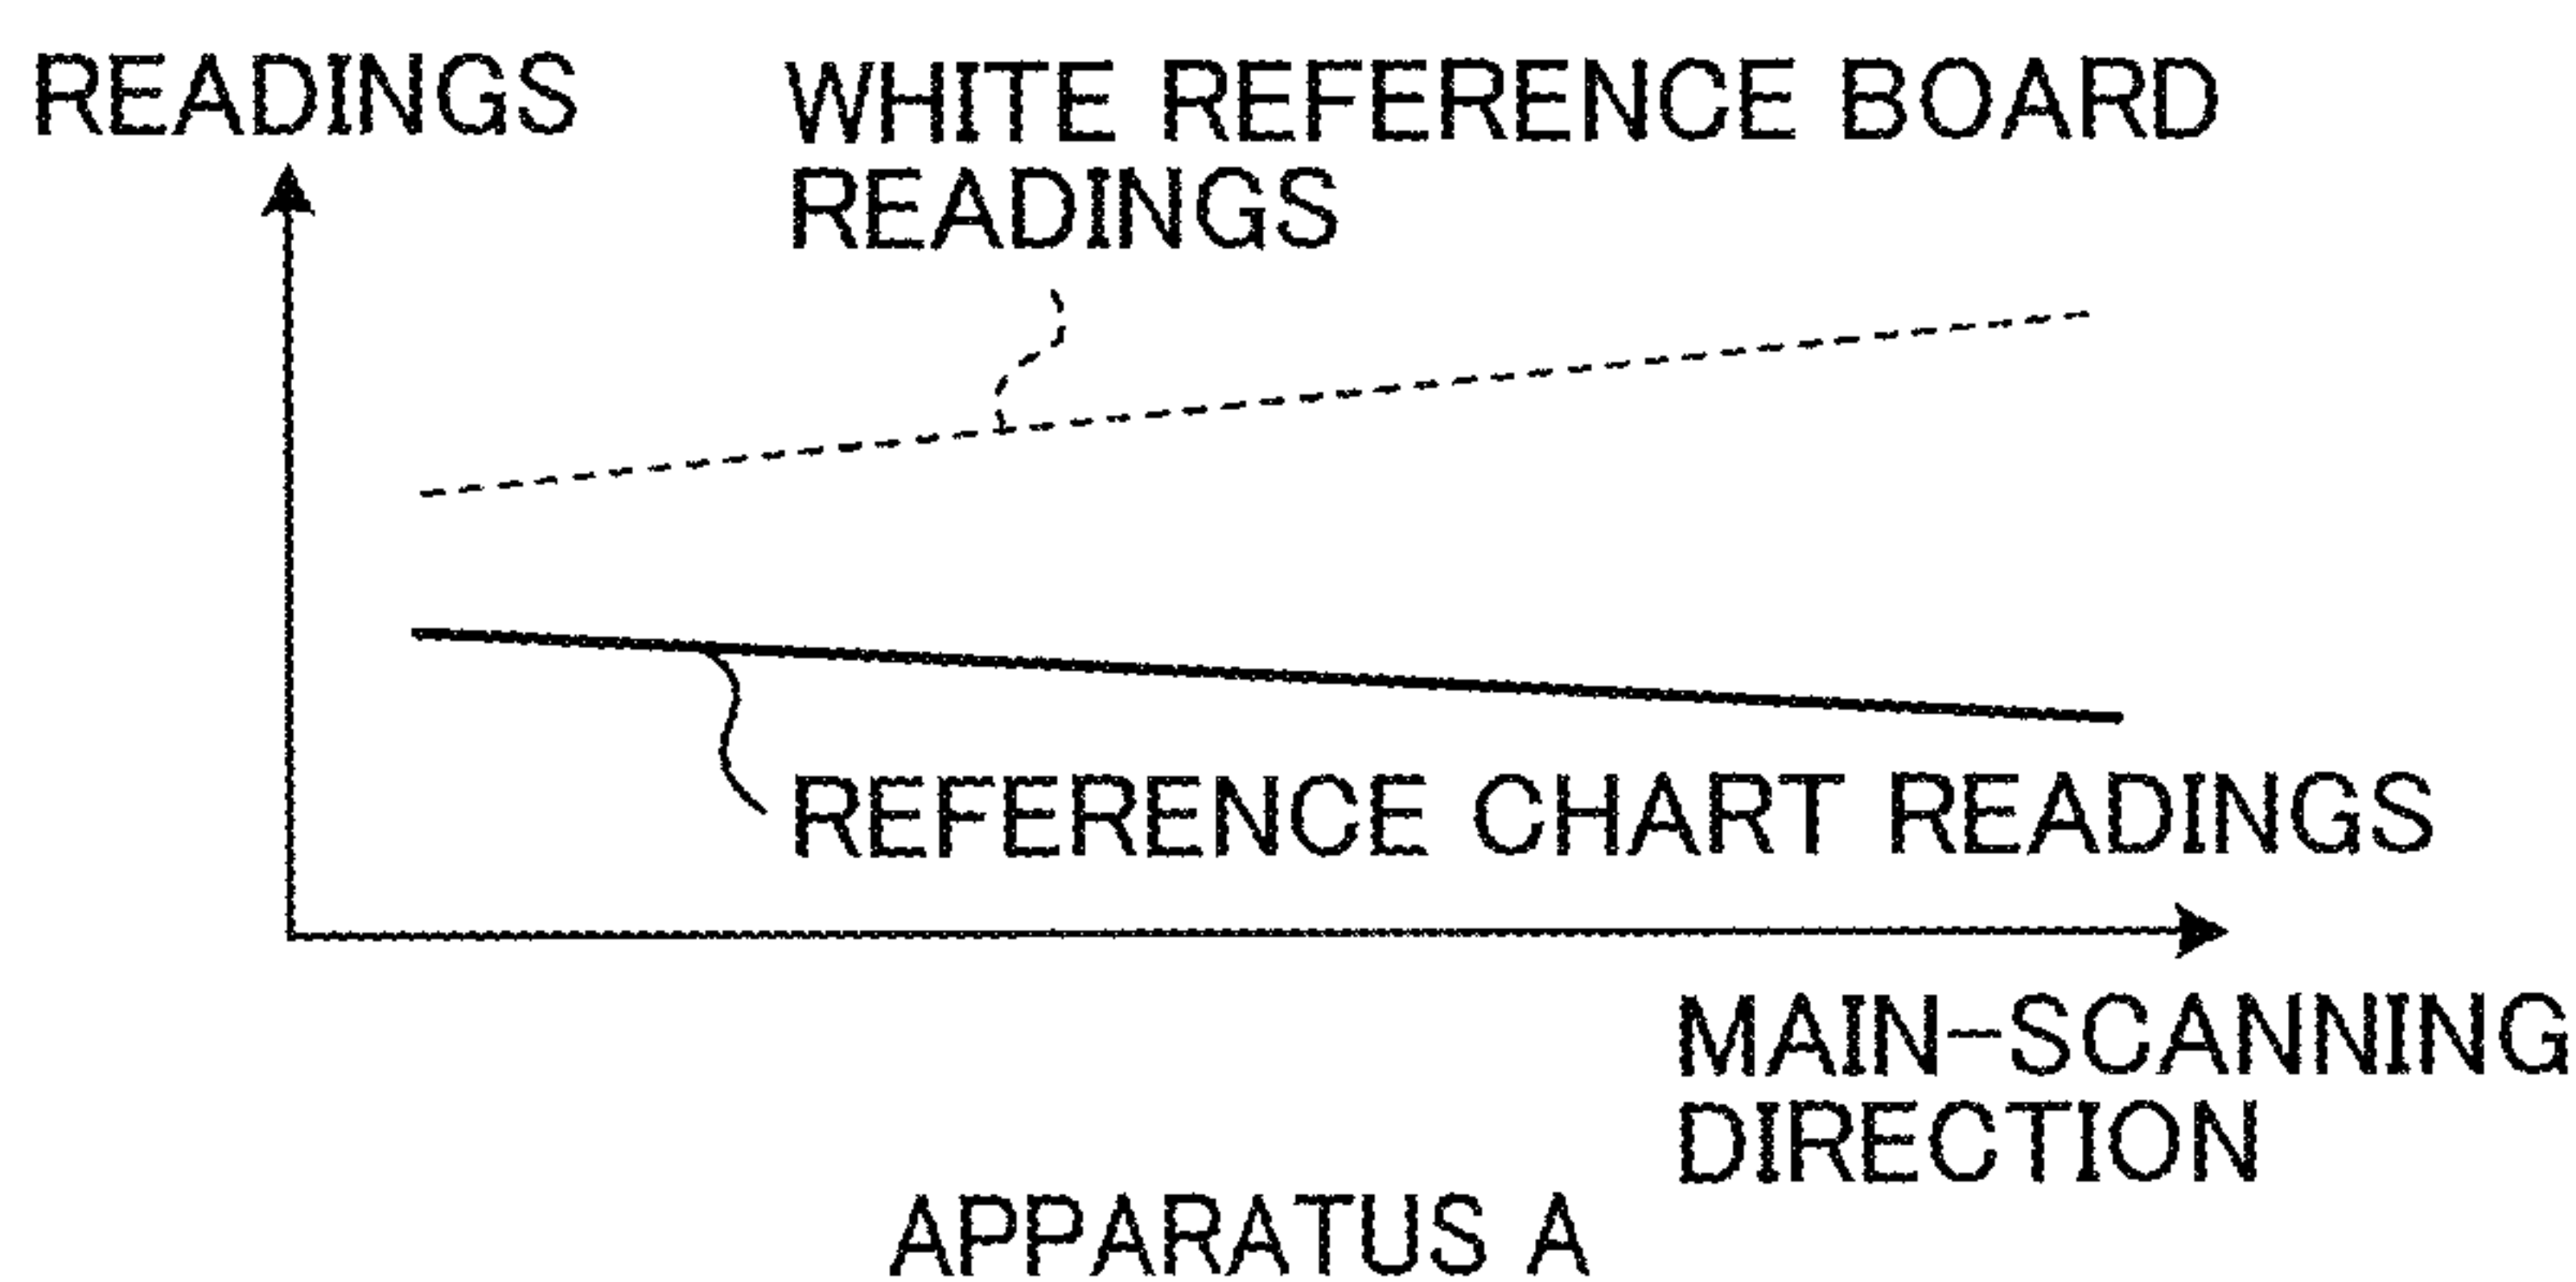 READINGS
WHITE REFERENCE BOARD
READINGS
REFERENCE CHART READINGS
MAIN-SCANNING
DIRECTION
APPARATUS A